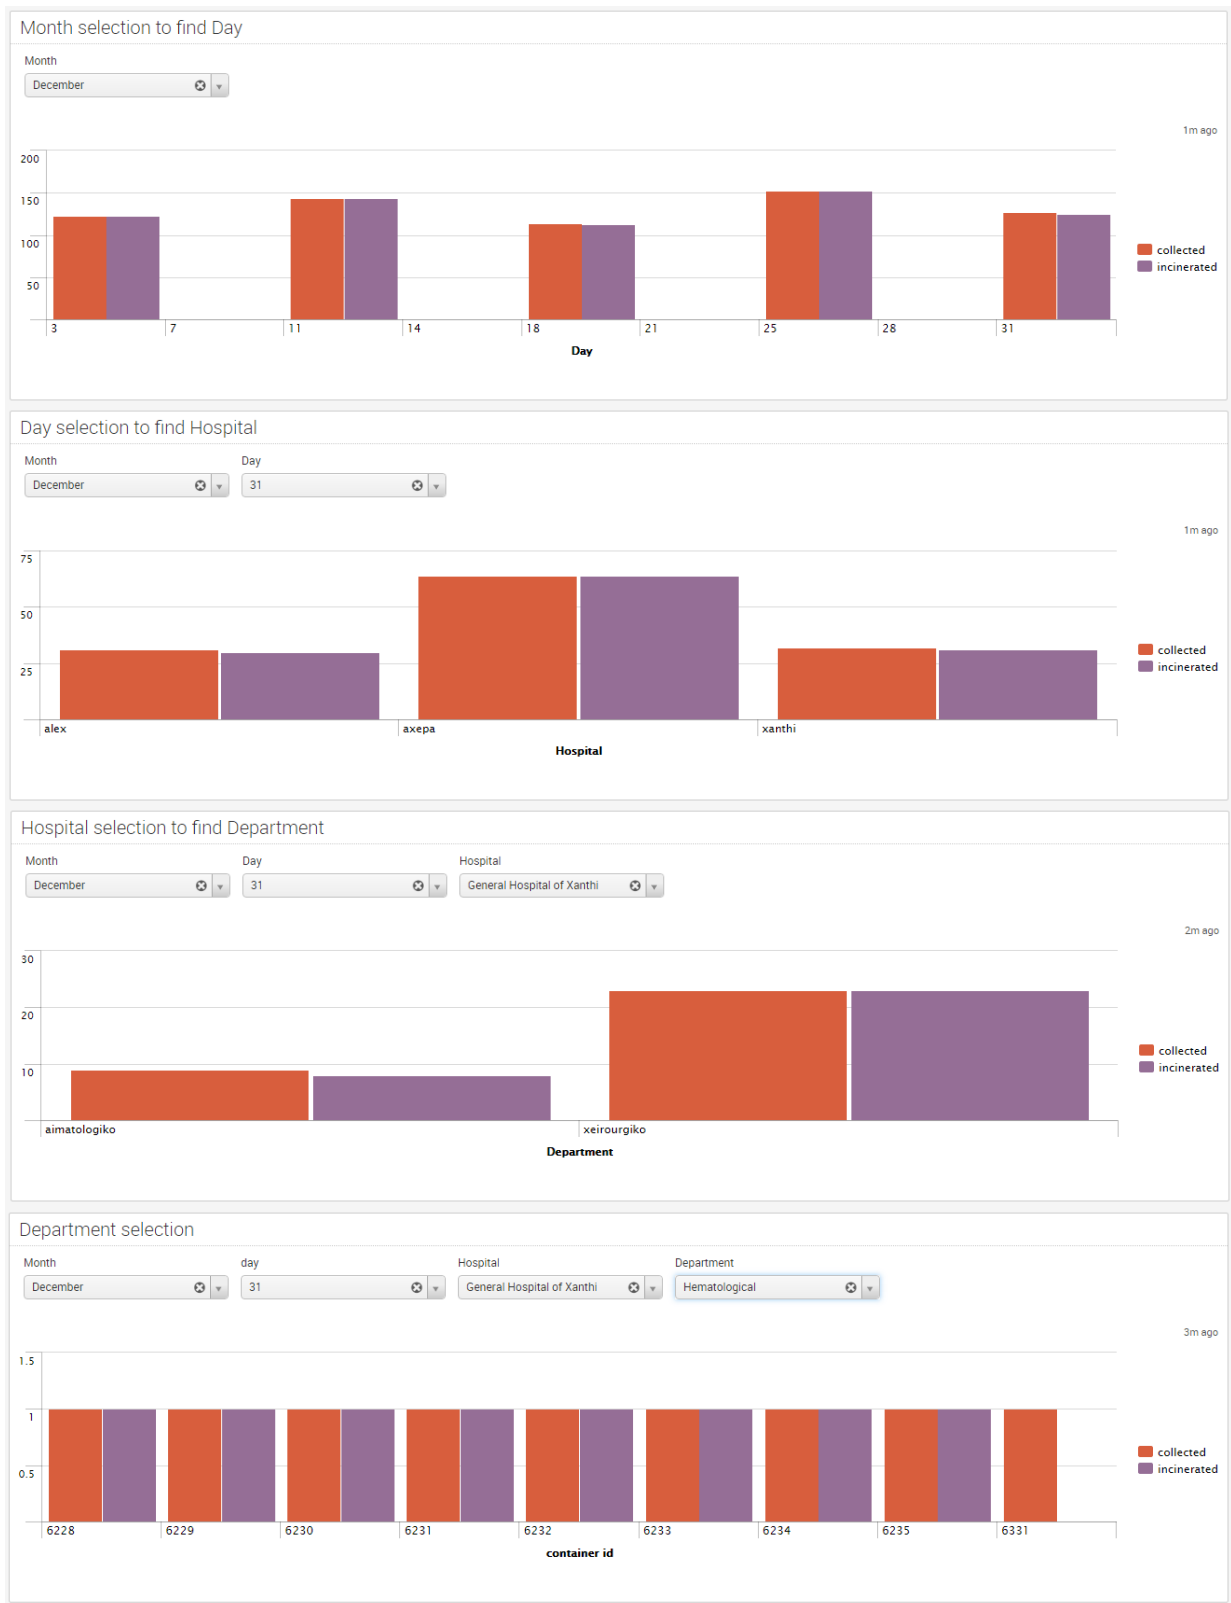 Month selection to find Day
Month
December
1m ago
200
150
100
50
collected
incinerated
3 7 11 14 18 21 25 28 31
Day
Day selection to find Hospital
Month Day
December 31
1m ago
75
50
25
collected
incinerated
alex axepa xanthi
Hospital
Hospital selection to find Department
Month Day Hospital
December 31 General Hospital of Xanthi
2m ago
30
20
10
collected
incinerated
aimatologiko xeirourgiko
Department
Department selection
Month day Hospital Department
December 31 General Hospital of Xanthi Hematological
3m ago
1.5
1
0.5
collected
incinerated
6228 6229 6230 6231 6232 6233 6234 6235 6331
container id